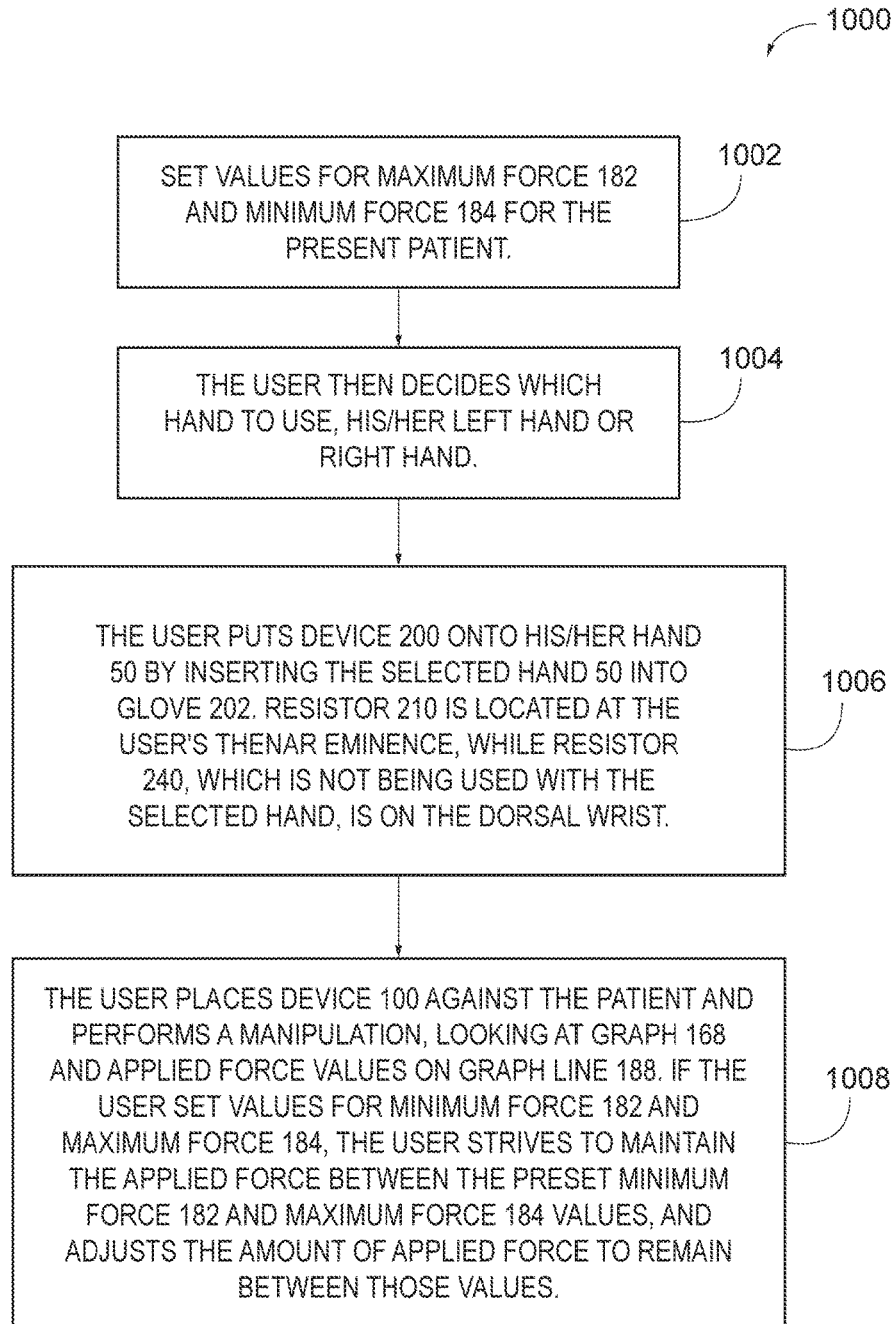 1000
SET VALUES FOR MAXIMUM FORCE 182
AND MINIMUM FORCE 184 FOR THE
PRESENT PATIENT.
1002
THE USER THEN DECIDES WHICH
HAND TO USE, HIS/HER LEFT HAND OR
RIGHT HAND.
1004
THE USER PUTS DEVICE 200 ONTO HIS/HER HAND
50 BY INSERTING THE SELECTED HAND 50 INTO
GLOVE 202. RESISTOR 210 IS LOCATED AT THE
USER'S THENAR EMINENCE, WHILE RESISTOR
240, WHICH IS NOT BEING USED WITH THE
SELECTED HAND, IS ON THE DORSAL WRIST.
1006
THE USER PLACES DEVICE 100 AGAINST THE PATIENT AND
PERFORMS A MANIPULATION, LOOKING AT GRAPH 168
AND APPLIED FORCE VALUES ON GRAPH LINE 188. IF THE
USER SET VALUES FOR MINIMUM FORCE 182 AND
MAXIMUM FORCE 184, THE USER STRIVES TO MAINTAIN
THE APPLIED FORCE BETWEEN THE PRESET MINIMUM
FORCE 182 AND MAXIMUM FORCE 184 VALUES, AND
ADJUSTS THE AMOUNT OF APPLIED FORCE TO REMAIN
BETWEEN THOSE VALUES.
1008